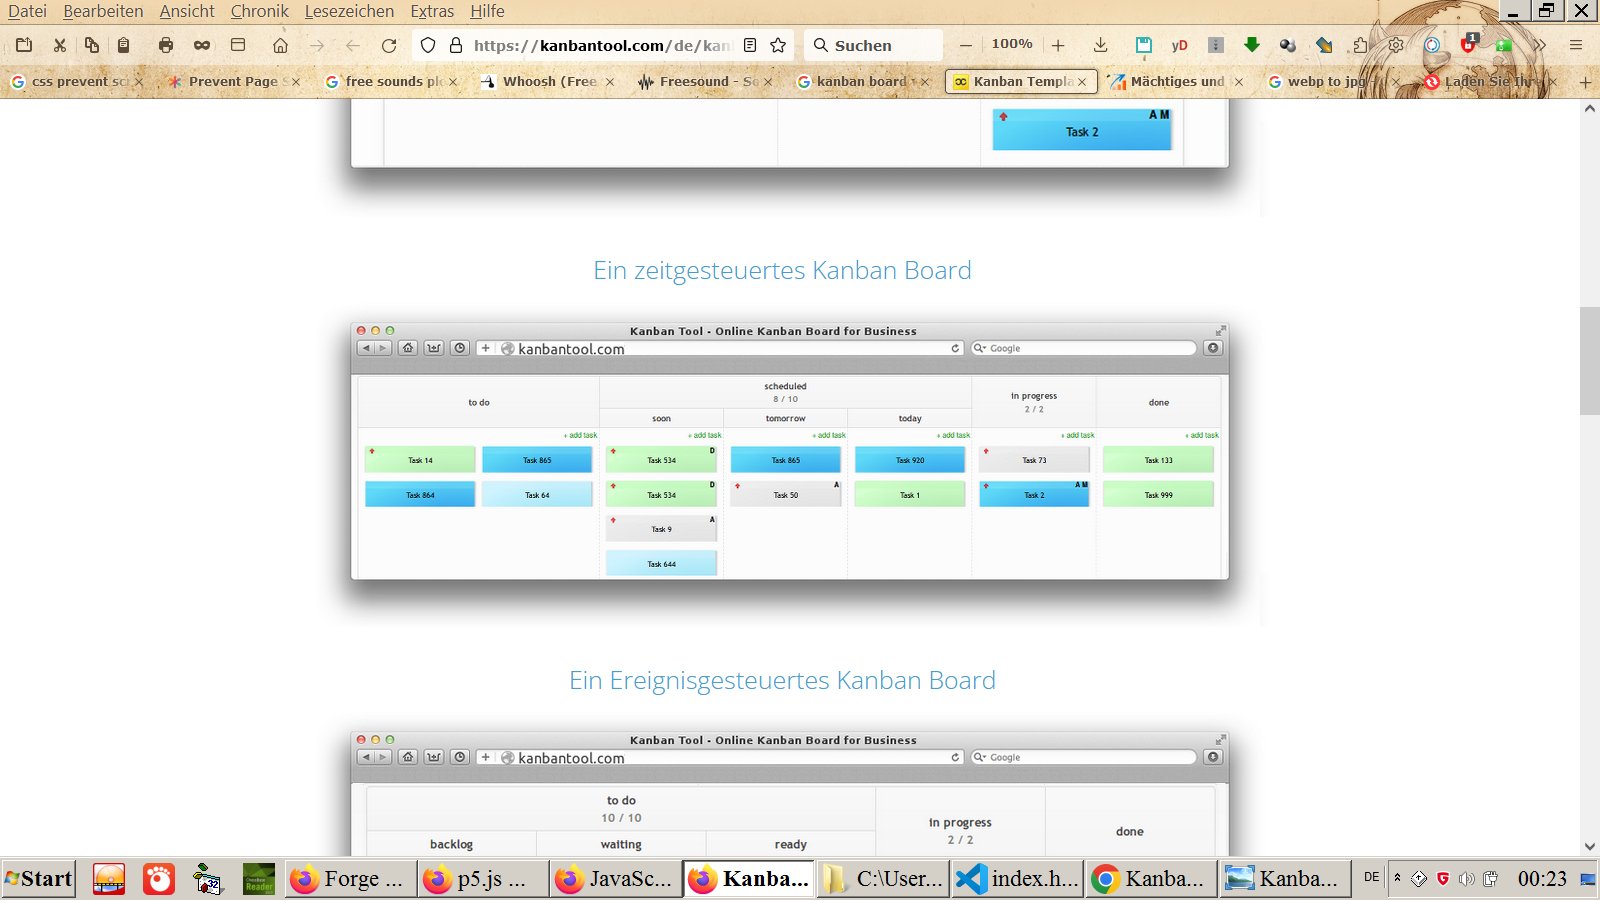 Datei Bearbeiten Ansicht Chronik Lesezeichen Extras Hilfe
https://kanbantool.com/de/kan
Suchen
100%
yD
1
css prevent sc
Prevent Page S
free sounds pl
Whoosh (Free
Freesound - S
kanban board
Kanban Templa
Mächtiges und
webp to jpg
Laden Sie Ihr
Task 2
A M
Ein zeitgesteuertes Kanban Board
Kanban Tool - Online Kanban Board for Business
kanbantool.com
Google
to do
scheduled
8 / 10
soon
tomorrow
today
in progress
2 / 2
done
+ add task
+ add task
+ add task
+ add task
+ add task
+ add task
Task 14
Task 865
Task 534
D
Task 865
Task 920
Task 73
Task 133
Task 864
Task 64
Task 534
D
Task 50
A
Task 1
Task 2
A M
Task 999
Task 9
A
Task 644
Ein Ereignisgesteuertes Kanban Board
Kanban Tool - Online Kanban Board for Business
kanbantool.com
Google
to do
10 / 10
backlog
waiting
ready
in progress
2 / 2
done
Start
32
Reader
Forge ...
p5.js ...
JavaSc...
Kanba...
C:\User...
index.h...
Kanba...
Kanba...
DE
00:23